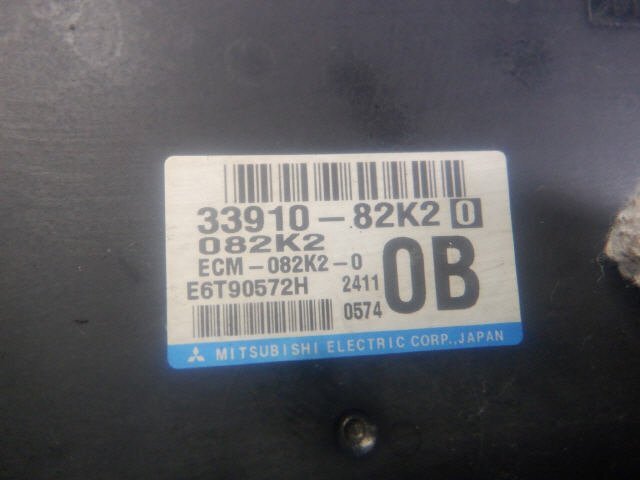 33910-82K2 0
082K2
ECM-082K2-0
E6T90572H 2411
0574
0B
MITSUBISHI ELECTRIC CORP.,JAPAN